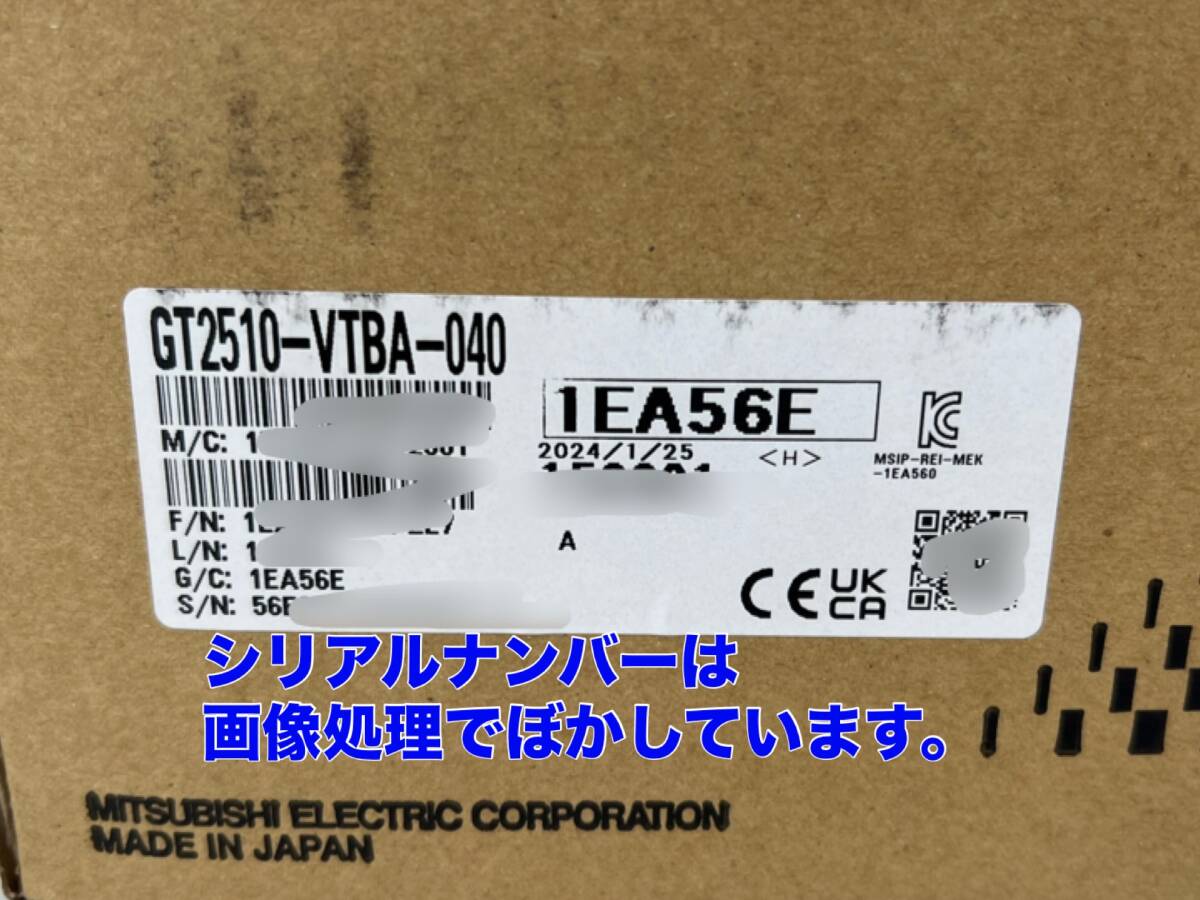 GT2510-VTBA-040
1EA56E
M/C: 1
2024/1/25
<H>
MSIP-REI-MEK
-1EA560
F/N: 1
L/N: 1
A
G/C: 1EA56E
S/N: 56E
CE
UK
CA
シリアルナンバーは
画像処理でぼかしています。
MITSUBISHI ELECTRIC CORPORATION
MADE IN JAPAN